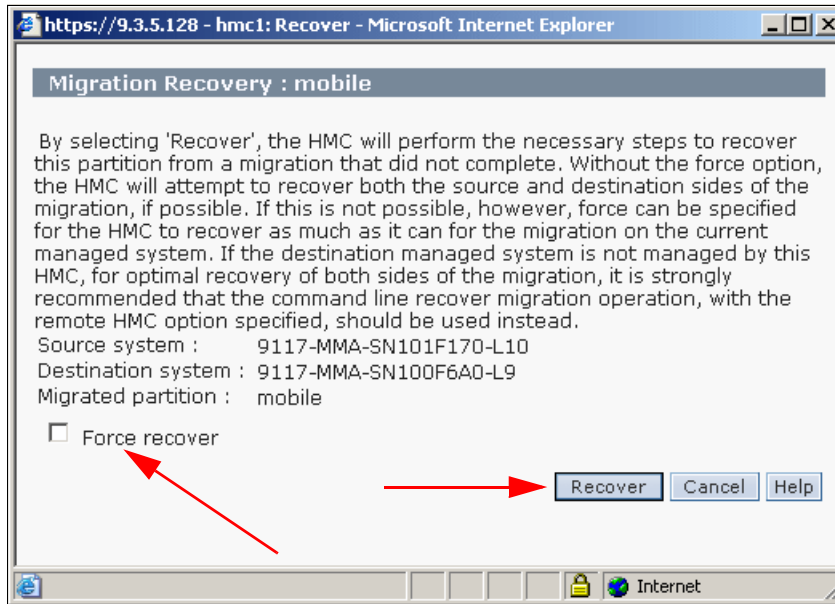 https://9.3.5.128 - hmc1: Recover - Microsoft Internet Explorer
Migration Recovery : mobile
By selecting 'Recover', the HMC will perform the necessary steps to recover
this partition from a migration that did not complete. Without the force option,
the HMC will attempt to recover both the source and destination sides of the
migration, if possible. If this is not possible, however, force can be specified
for the HMC to recover as much as it can for the migration on the current
managed system. If the destination managed system is not managed by this
HMC, for optimal recovery of both sides of the migration, it is strongly
recommended that the command line recover migration operation, with the
remote HMC option specified, should be used instead.
Source system : 9117-MMA-SN101F170-L10
Destination system : 9117-MMA-SN100F6A0-L9
Migrated partition : mobile
Force recover
Recover Cancel Help
Internet